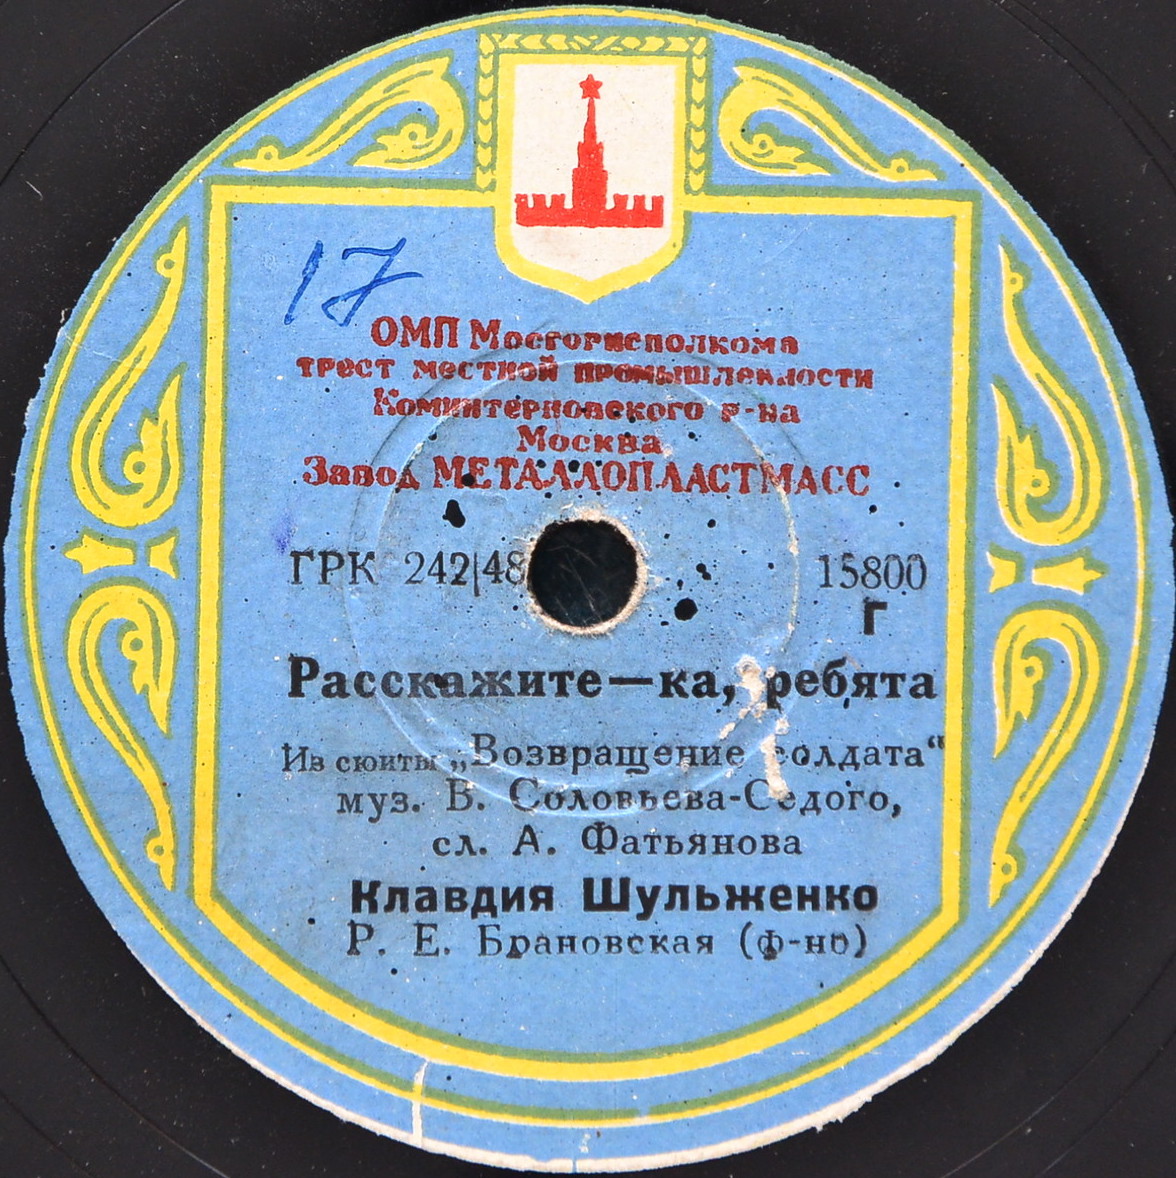 17
ОМП Мосгорисполкома
трест местной промышленности
Коминтерновского р-на
Москва
Завод МЕТАЛЛОПЛАСТМАСС
ГРК 242|48 15800
Г
Расскажите—ка, ребята
Из сюиты „Возвращение солдата“
муз. В. Соловьева-Седого,
сл. А. Фатьянова
Клавдия Шульженко
Р. Е. Брановская (ф-но)